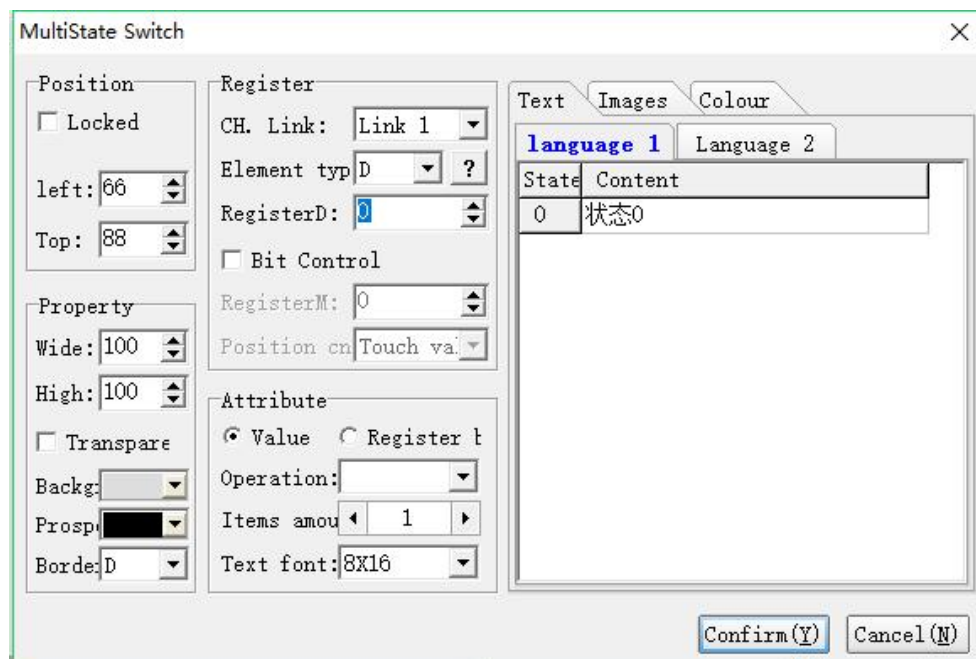 MultiState Switch
Position
Locked
left: 66
Top: 88
Property
Wide: 100
High: 100
Transpare
Backg:
Prosp
Borde: D
Register
CH. Link: Link 1
Element typ D ?
RegisterD: 0
Bit Control
RegisterM: 0
Position cn Touch va
Attribute
Value Register
Operation:
Items amou 1
Text font: 8X16
Text Images Colour
language 1 Language 2
State Content
0 状态0
Confirm(Y) Cancel(N)